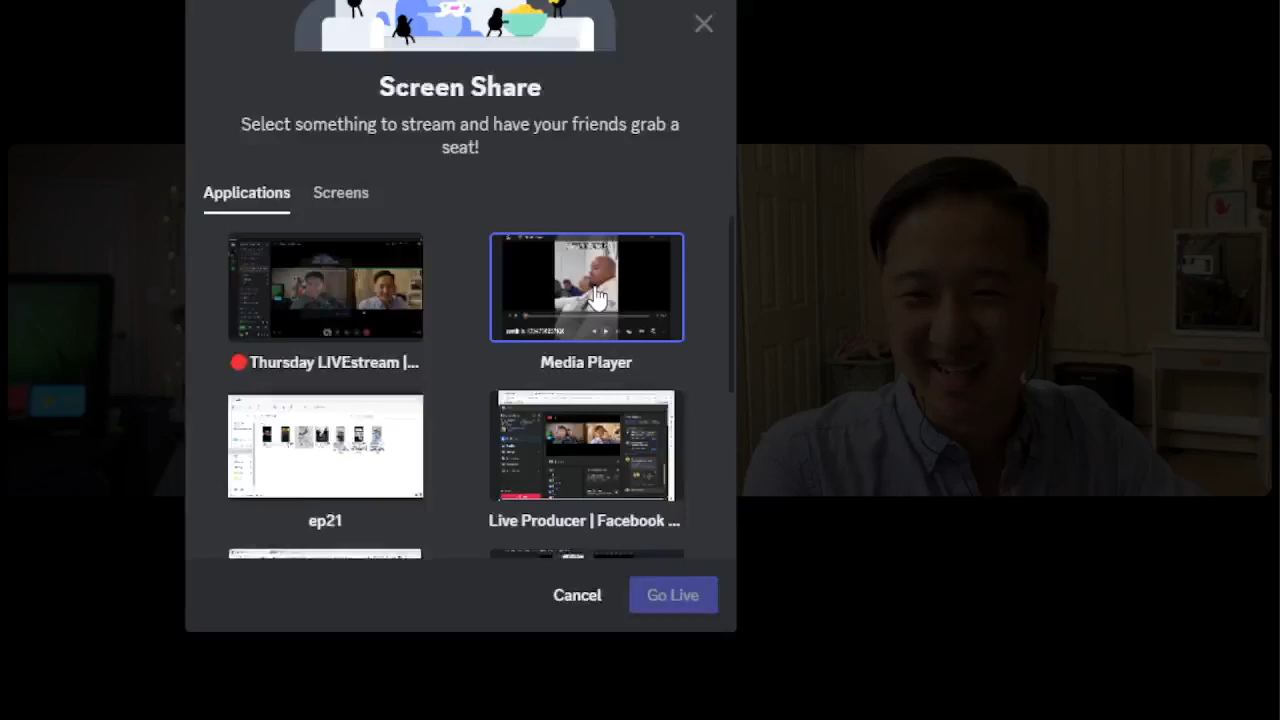 Screen Share
Select something to stream and have your friends grab a
seat!
Applications Screens
Thursday LIVEstream |...
Media Player
ep21
Live Producer | Facebook ...
Cancel
Go Live